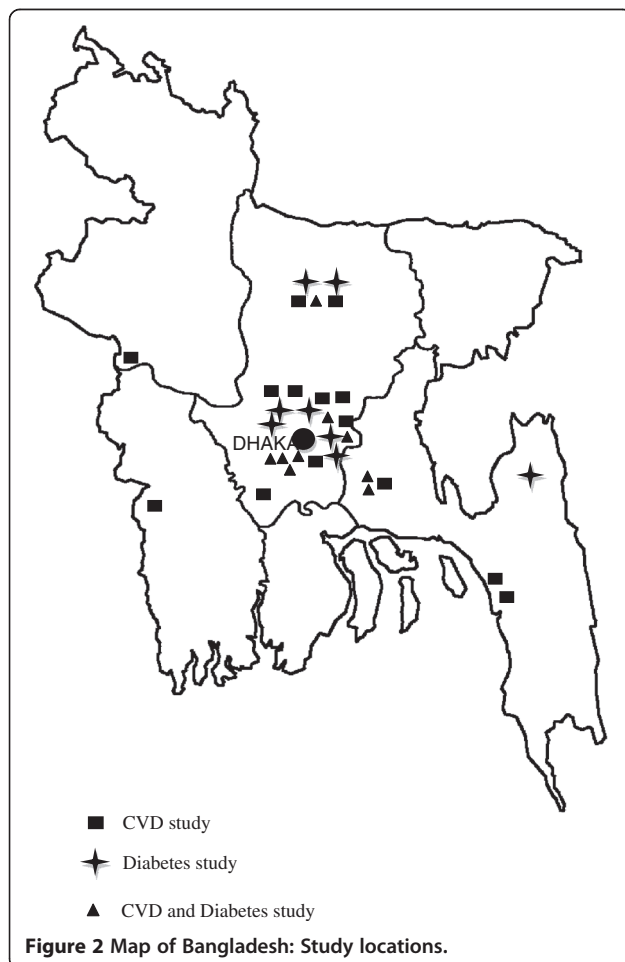 DHAKA
CVD study
Diabetes study
CVD and Diabetes study
Figure 2 Map of Bangladesh: Study locations.